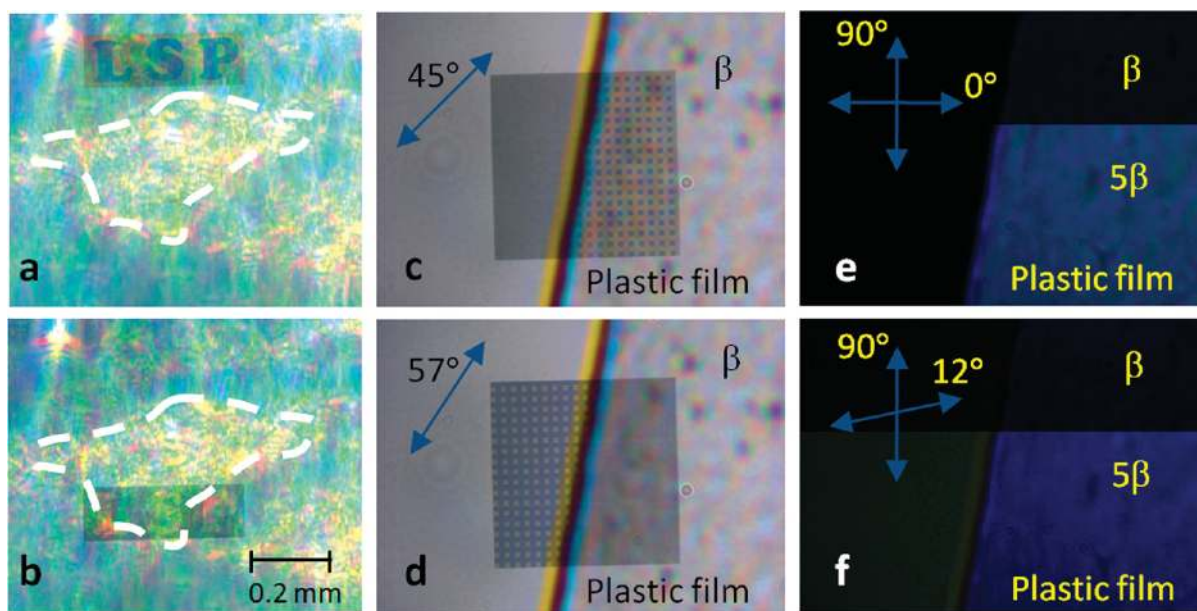 LSP
a
b
0.2 mm
45°
β
c
Plastic film
57°
β
d
Plastic film
90°
0°
β
5β
e
Plastic film
90°
12°
β
5β
f
Plastic film